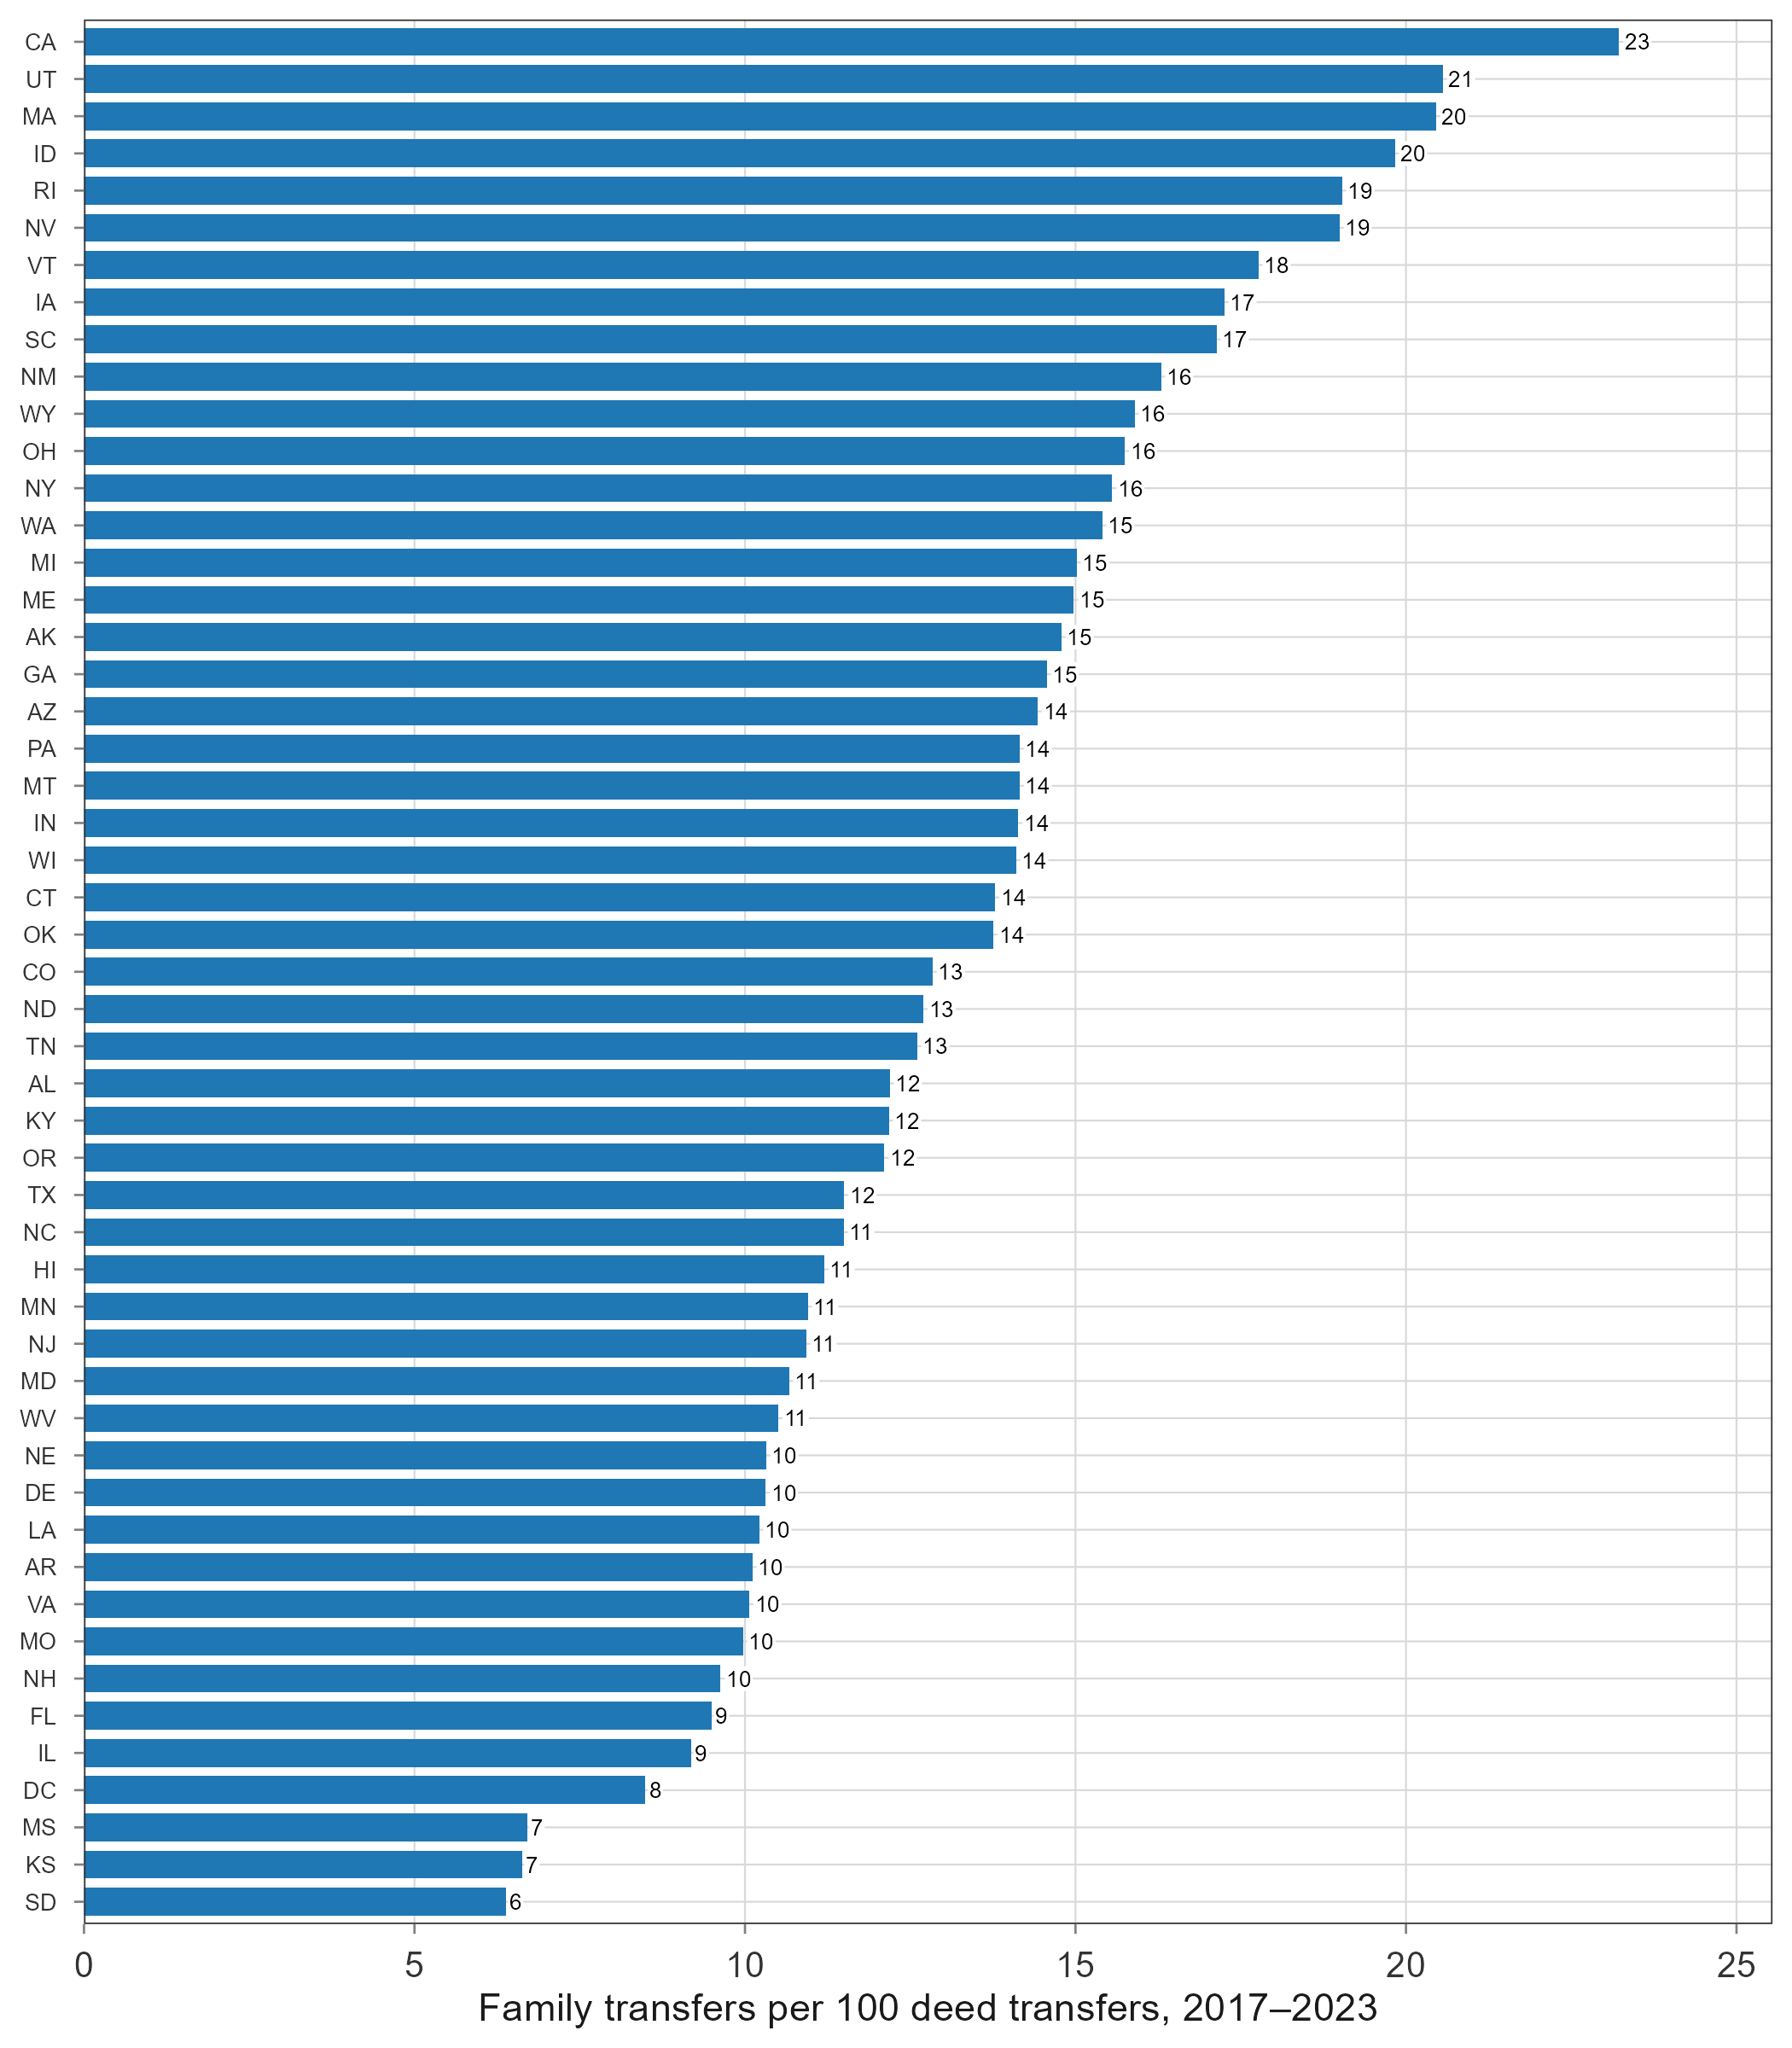 CA 23
UT 21
MA 20
ID 20
RI 19
NV 19
VT 18
IA 17
SC 17
NM 16
WY 16
OH 16
NY 16
WA 15
MI 15
ME 15
AK 15
GA 15
AZ 14
PA 14
MT 14
IN 14
WI 14
CT 14
OK 14
CO 13
ND 13
TN 13
AL 12
KY 12
OR 12
TX 12
NC 11
HI 11
MN 11
NJ 11
MD 11
WV 11
NE 10
DE 10
LA 10
AR 10
VA 10
MO 10
NH 10
FL 9
IL 9
DC 8
MS 7
KS 7
SD 6
0 5 10 15 20 25
Family transfers per 100 deed transfers, 2017–2023